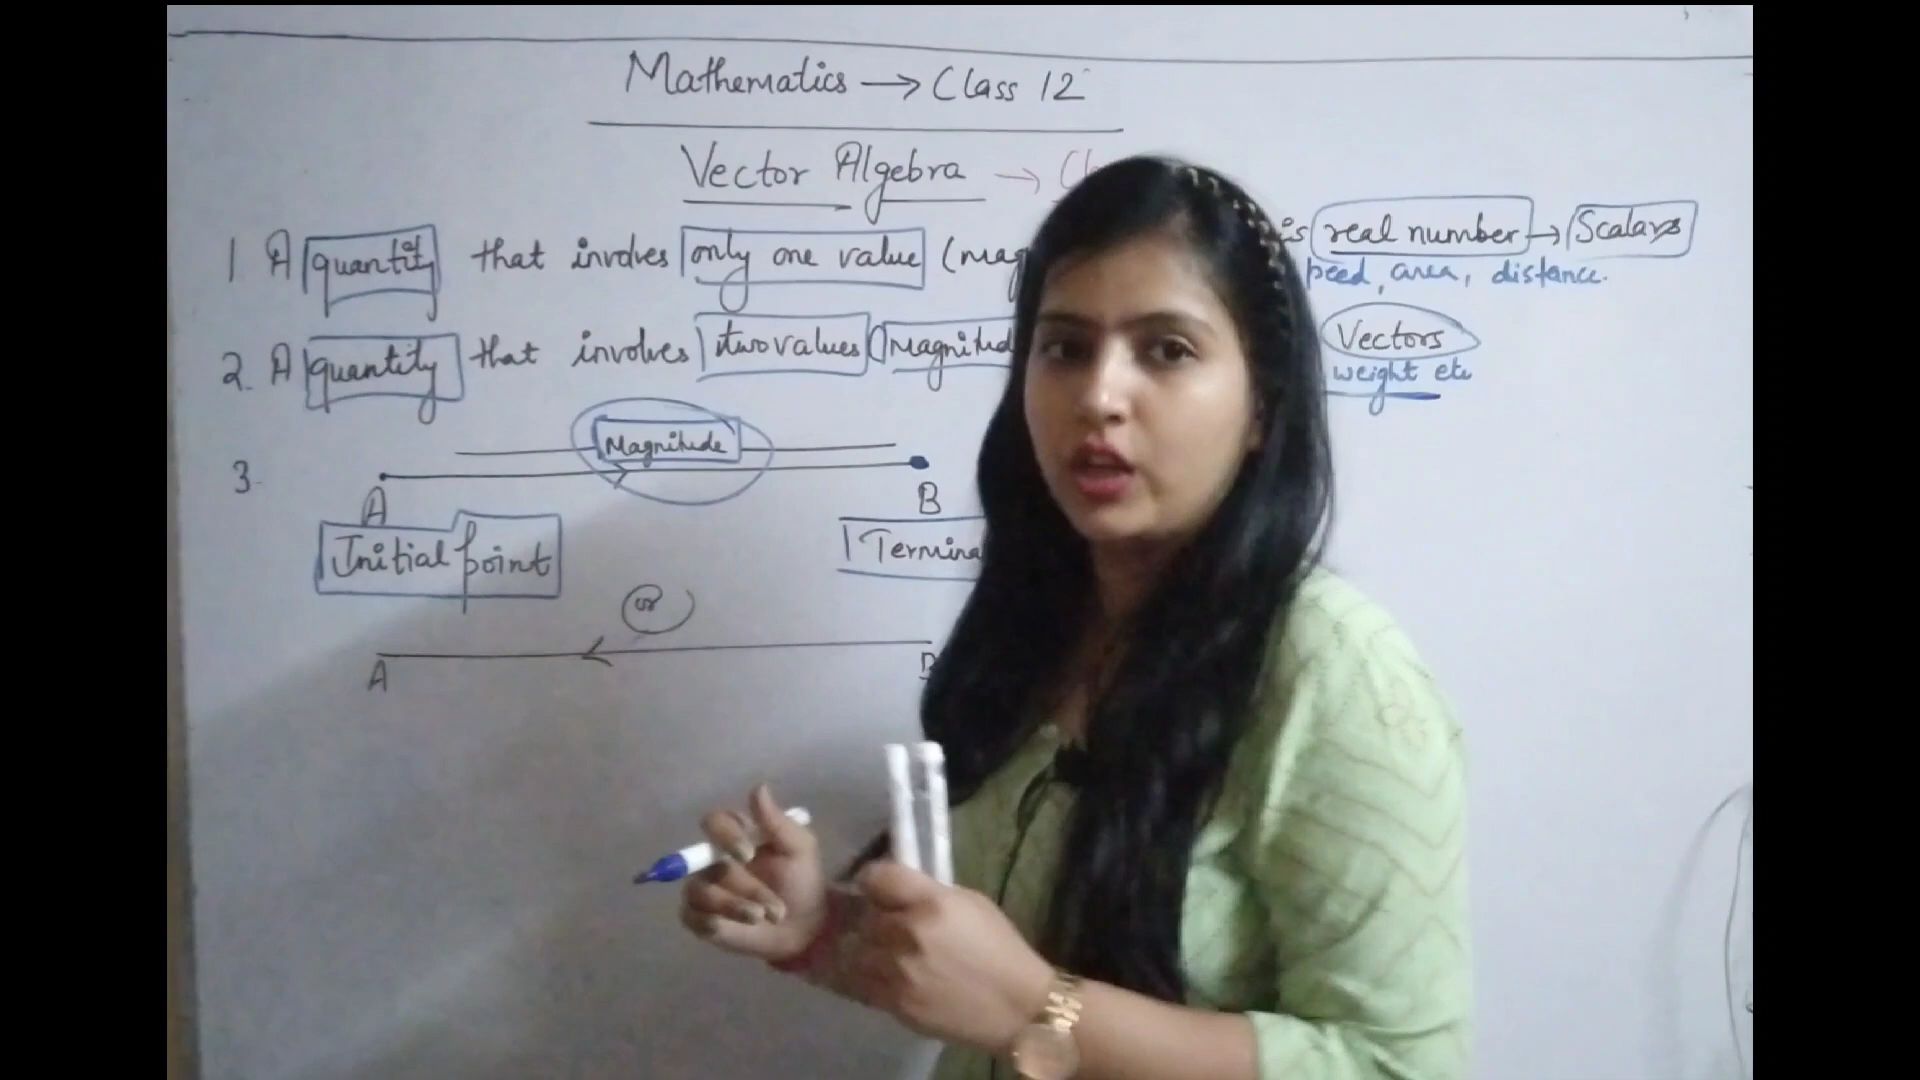 Mathematics → Class 12
Vector Algebra →
1 A quantity that involves only one value (mag is real number → Scalars
peed, area, distance.
2. A quantity that involves two values (Magnitud Vectors
weight etc
Magnitude
3.
A B
Initial point Termina
or
A B